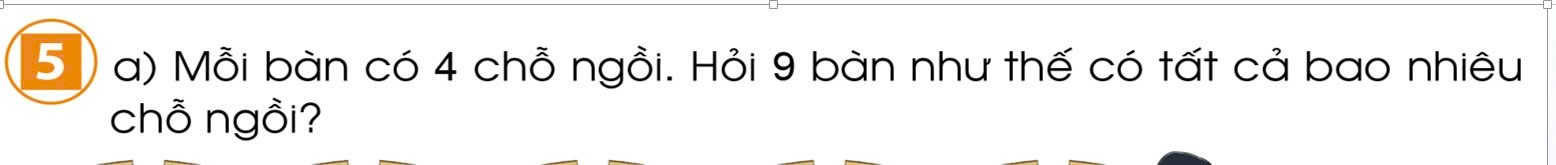 5 a) Mỗi bàn có 4 chỗ ngồi. Hỏi 9 bàn như thế có tất cả bao nhiêu
chỗ ngồi?